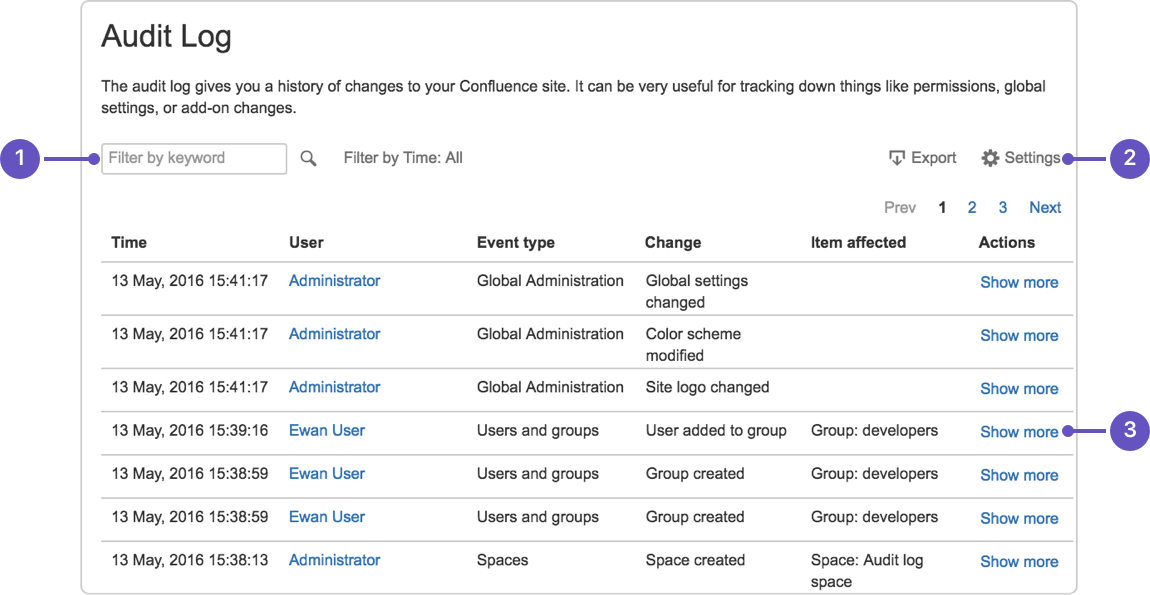 Audit Log
The audit log gives you a history of changes to your Confluence site. It can be very useful for tracking down things like permissions, global
settings, or add-on changes.
1 Filter by keyword Filter by Time: All Export Settings 2
Prev 1 2 3 Next
Time User Event type Change Item affected Actions
13 May, 2016 15:41:17 Administrator Global Administration Global settings Show more
changed
13 May, 2016 15:41:17 Administrator Global Administration Color scheme Show more
modified
13 May, 2016 15:41:17 Administrator Global Administration Site logo changed Show more
13 May, 2016 15:39:16 Ewan User Users and groups User added to group Group: developers Show more 3
13 May, 2016 15:38:59 Ewan User Users and groups Group created Group: developers Show more
13 May, 2016 15:38:59 Ewan User Users and groups Group created Group: developers Show more
13 May, 2016 15:38:13 Administrator Spaces Space created Space: Audit log Show more
space